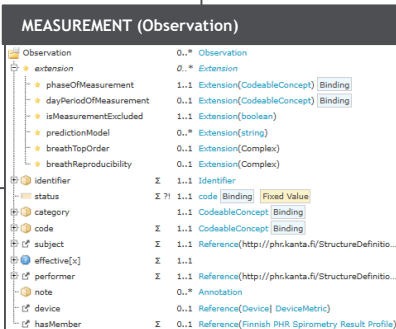 MEASUREMENT (Observation)
Observation 0..* Observation
extension 0..* Extension
phaseOfMeasurement 1..1 Extension(CodeableConcept) Binding
dayPeriodOfMeasurement 0..1 Extension(CodeableConcept) Binding
isMeasurementExcluded 1..1 Extension(boolean)
predictionModel 0..* Extension(string)
breathTopOrder 0..1 Extension(Complex)
breathReproducibility 0..1 Extension(Complex)
identifier Σ 1..1 Identifier
status Σ ?! 1..1 code Binding Fixed Value
category 1..1 CodeableConcept Binding
code Σ 1..1 CodeableConcept Binding
subject Σ 1..1 Reference(http://phr.kanta.fi/StructureDefinitio...
effective[x] Σ 1..1
performer Σ 1..1 Reference(http://phr.kanta.fi/StructureDefinitio...
note 0..* Annotation
device 0..1 Reference(Device| DeviceMetric)
hasMember Σ 0..1 Reference(Finnish PHR Spirometry Result Profile)